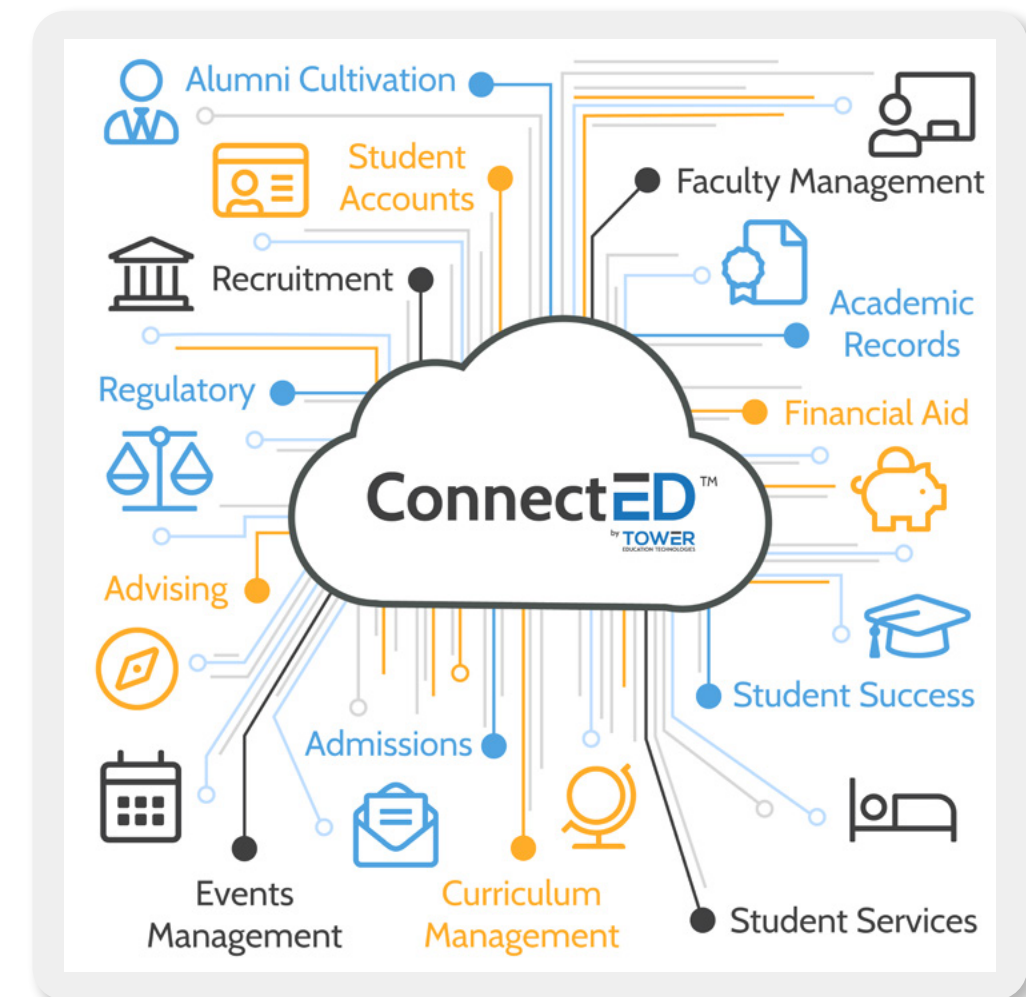 Alumni Cultivation
Student
Accounts
Faculty Management
Recruitment
Academic
Records
Regulatory
Financial Aid
ConnectED™
by TOWER
EDUCATION TECHNOLOGIES
Advising
Student Success
Admissions
Events
Management
Curriculum
Management
Student Services